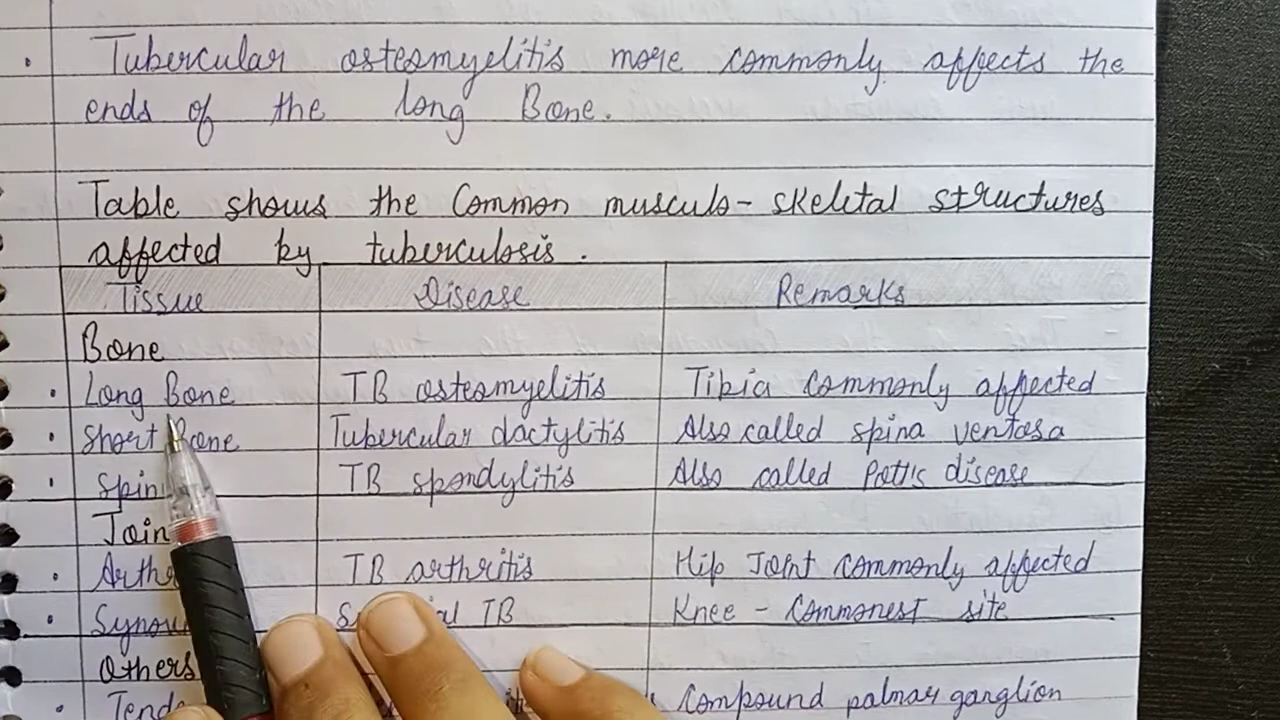 Tubercular osteomyelitis more commonly affects the
ends of the long Bone.
Table shows the Common musculo-skeletal structures
affected by tuberculosis.
Tissue Disease Remarks
Bone
Long Bone TB osteomyelitis Tibia commonly affected
Short Bone Tubercular dactylitis Also called spina ventosa
TB spondylitis Also called Pott's disease
TB arthritis Hip Joint commonly affected
TB Knee - Commonest site
Others
Compound palmar ganglion